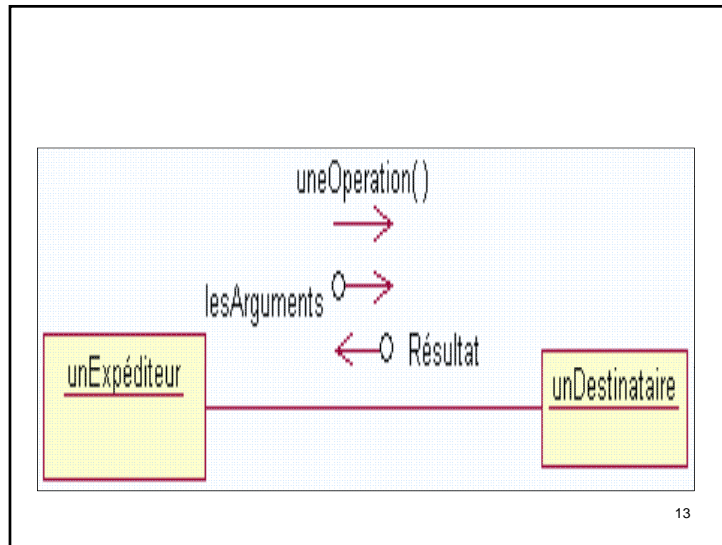 uneOperation()
lesArguments
Résultat
unExpéditeur
unDestinataire
13